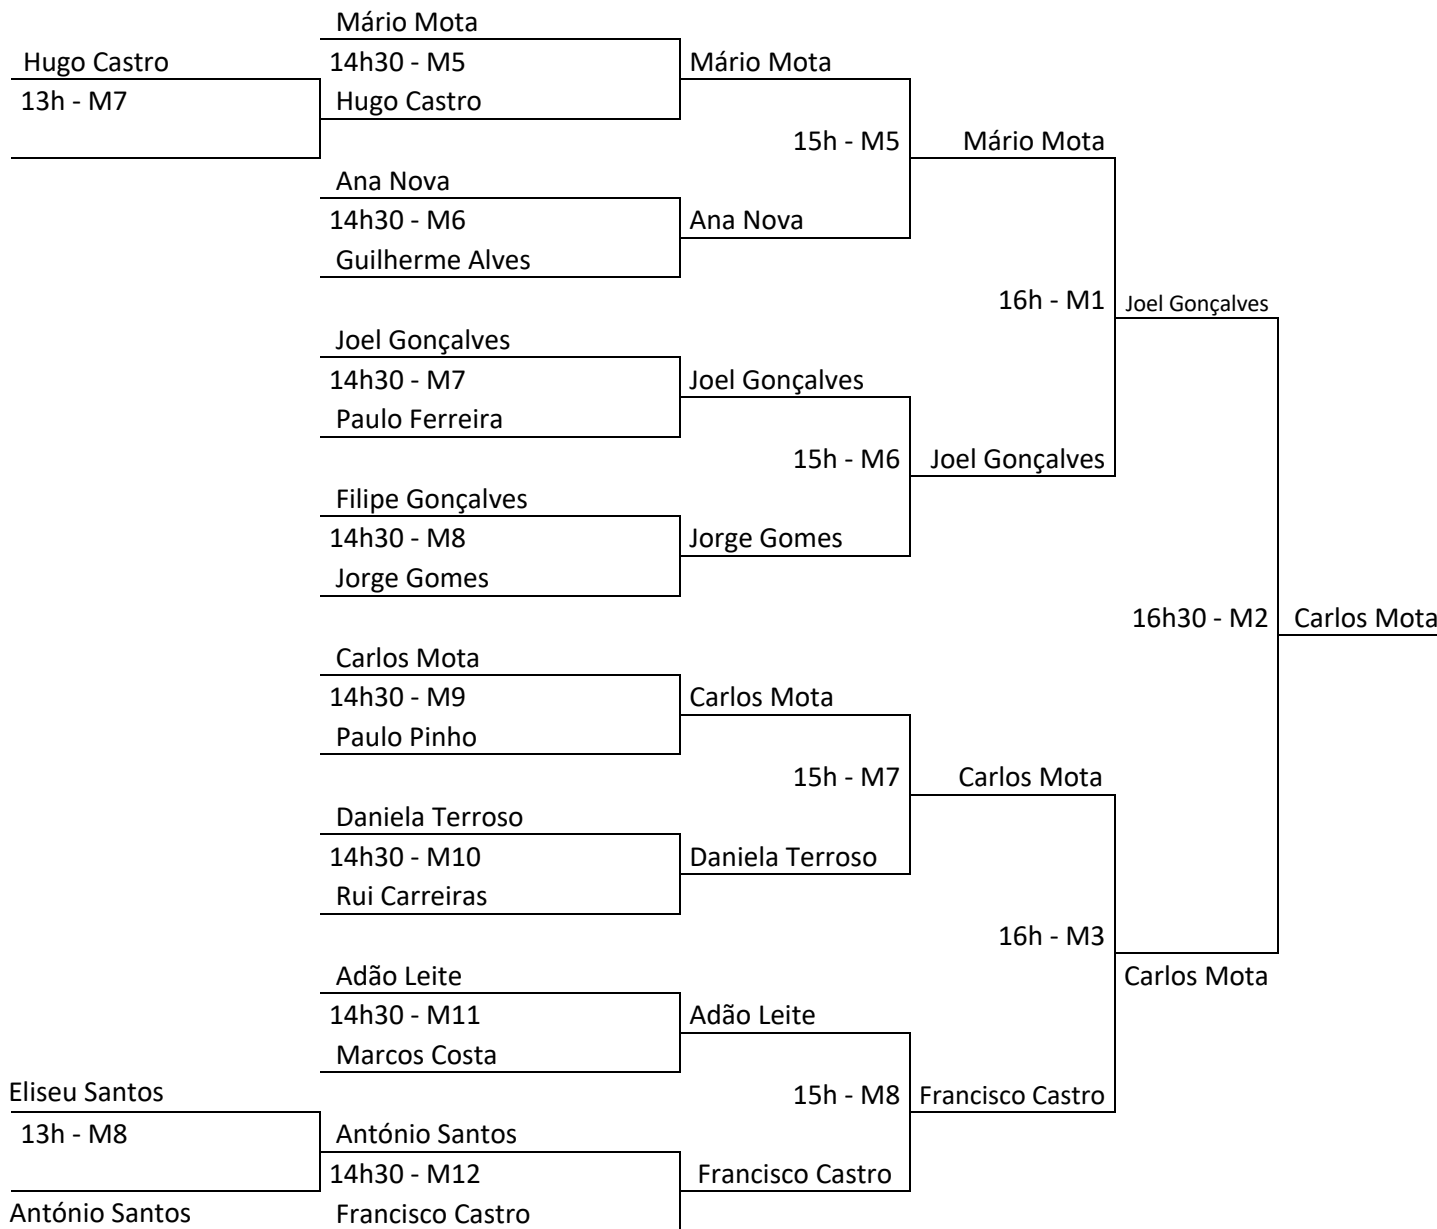 Mário Mota
Hugo Castro 14h30 - M5 Mário Mota
13h - M7 Hugo Castro
15h - M5 Mário Mota
Ana Nova
14h30 - M6 Ana Nova
Guilherme Alves
16h - M1 Joel Gonçalves
Joel Gonçalves
14h30 - M7 Joel Gonçalves
Paulo Ferreira
15h - M6 Joel Gonçalves
Filipe Gonçalves
14h30 - M8 Jorge Gomes
Jorge Gomes
16h30 - M2 Carlos Mota
Carlos Mota
14h30 - M9 Carlos Mota
Paulo Pinho
15h - M7 Carlos Mota
Daniela Terroso
14h30 - M10 Daniela Terroso
Rui Carreiras
16h - M3
Adão Leite Carlos Mota
14h30 - M11 Adão Leite
Marcos Costa
Eliseu Santos 15h - M8 Francisco Castro
13h - M8 António Santos
14h30 - M12 Francisco Castro
António Santos Francisco Castro